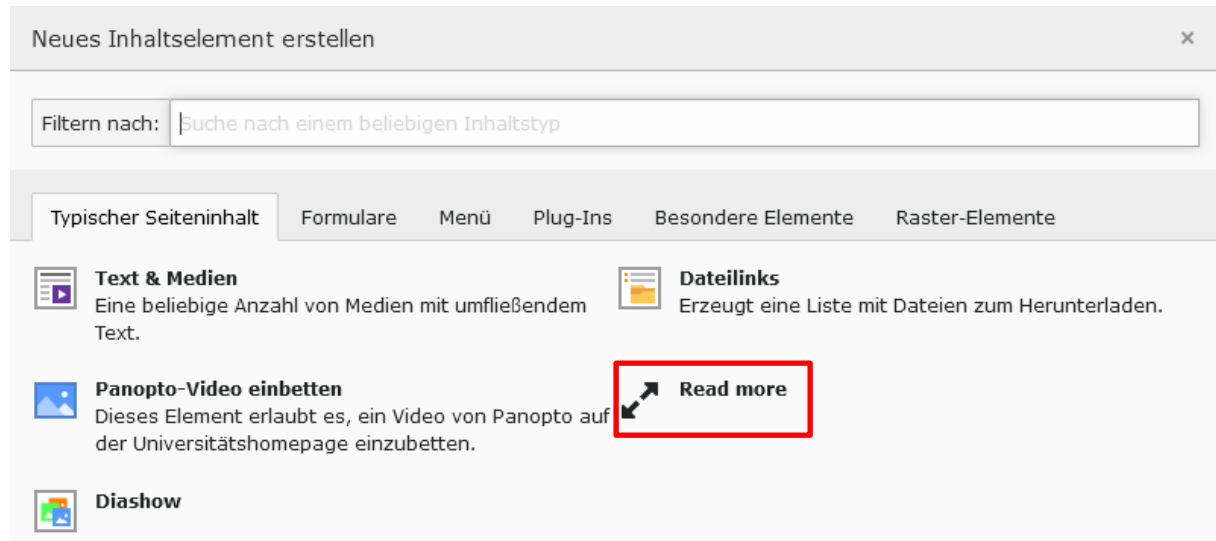 Neues Inhaltselement erstellen
×
Filtern nach: Suche nach einem beliebigen Inhaltstyp
Typischer Seiteninhalt Formulare Menü Plug-Ins Besondere Elemente Raster-Elemente
Text & Medien
Eine beliebige Anzahl von Medien mit umfließendem
Text.
Dateilinks
Erzeugt eine Liste mit Dateien zum Herunterladen.
Panopto-Video einbetten
Dieses Element erlaubt es, ein Video von Panopto auf
der Universitätshomepage einzubetten.
Read more
Diashow